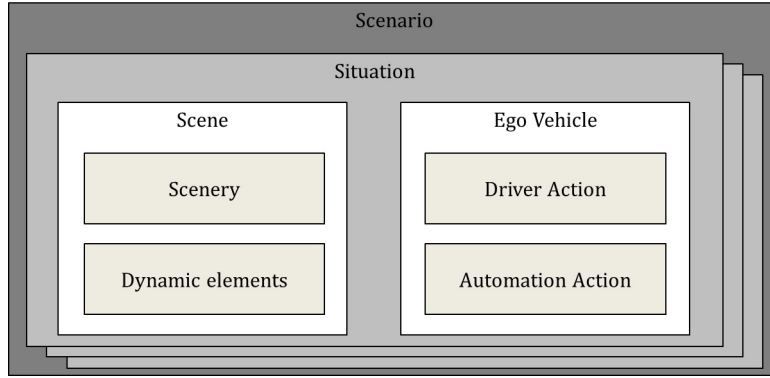 Scenario
Situation
Scene
Ego Vehicle
Scenery
Driver Action
Dynamic elements
Automation Action